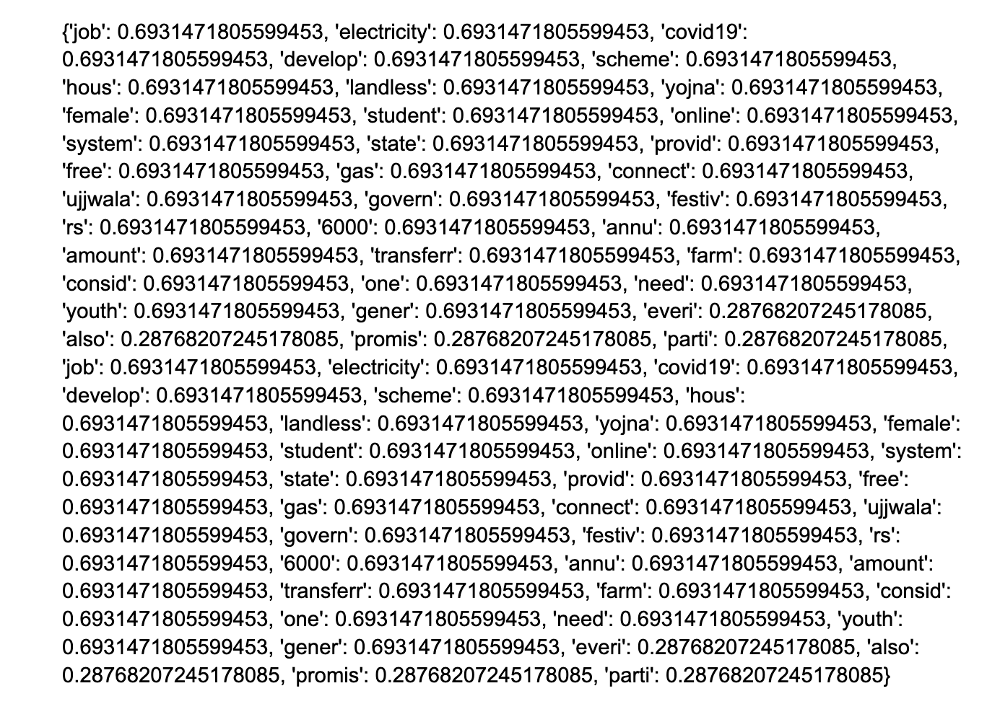 {'job': 0.6931471805599453, 'electricity': 0.6931471805599453, 'covid19':
0.6931471805599453, 'develop': 0.6931471805599453, 'scheme': 0.6931471805599453,
'hous': 0.6931471805599453, 'landless': 0.6931471805599453, 'yojna': 0.6931471805599453,
'female': 0.6931471805599453, 'student': 0.6931471805599453, 'online': 0.6931471805599453,
'system': 0.6931471805599453, 'state': 0.6931471805599453, 'provid': 0.6931471805599453,
'free': 0.6931471805599453, 'gas': 0.6931471805599453, 'connect': 0.6931471805599453,
'ujjwala': 0.6931471805599453, 'govern': 0.6931471805599453, 'festiv': 0.6931471805599453,
'rs': 0.6931471805599453, '6000': 0.6931471805599453, 'annu': 0.6931471805599453,
'amount': 0.6931471805599453, 'transferr': 0.6931471805599453, 'farm': 0.6931471805599453,
'consid': 0.6931471805599453, 'one': 0.6931471805599453, 'need': 0.6931471805599453,
'youth': 0.6931471805599453, 'gener': 0.6931471805599453, 'everi': 0.28768207245178085,
'also': 0.28768207245178085, 'promis': 0.28768207245178085, 'parti': 0.28768207245178085,
'job': 0.6931471805599453, 'electricity': 0.6931471805599453, 'covid19': 0.6931471805599453,
'develop': 0.6931471805599453, 'scheme': 0.6931471805599453, 'hous':
0.6931471805599453, 'landless': 0.6931471805599453, 'yojna': 0.6931471805599453, 'female':
0.6931471805599453, 'student': 0.6931471805599453, 'online': 0.6931471805599453, 'system':
0.6931471805599453, 'state': 0.6931471805599453, 'provid': 0.6931471805599453, 'free':
0.6931471805599453, 'gas': 0.6931471805599453, 'connect': 0.6931471805599453, 'ujjwala':
0.6931471805599453, 'govern': 0.6931471805599453, 'festiv': 0.6931471805599453, 'rs':
0.6931471805599453, '6000': 0.6931471805599453, 'annu': 0.6931471805599453, 'amount':
0.6931471805599453, 'transferr': 0.6931471805599453, 'farm': 0.6931471805599453, 'consid':
0.6931471805599453, 'one': 0.6931471805599453, 'need': 0.6931471805599453, 'youth':
0.6931471805599453, 'gener': 0.6931471805599453, 'everi': 0.28768207245178085, 'also':
0.28768207245178085, 'promis': 0.28768207245178085, 'parti': 0.28768207245178085}